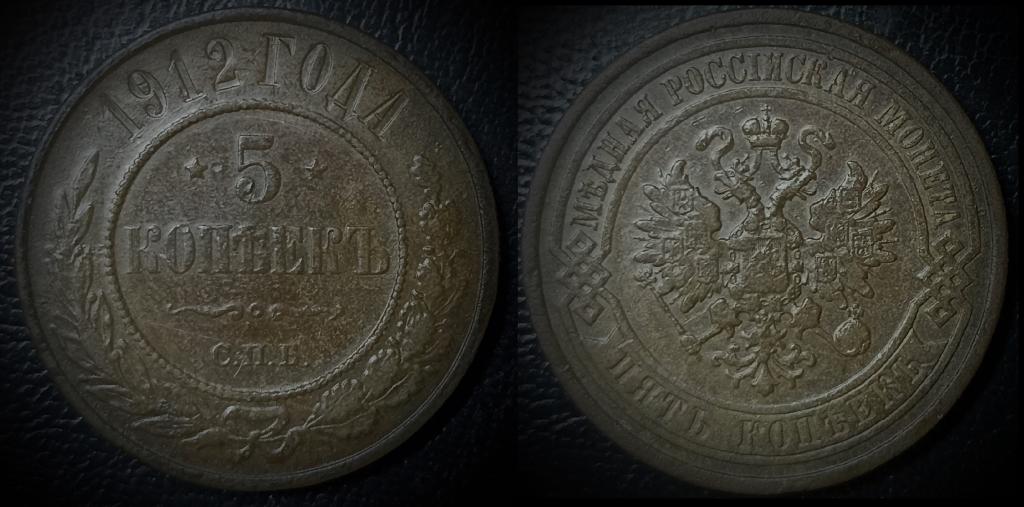 1912 ГОДА
5
КОПѢЕКЪ
С.П.Б.
МѢДНАЯ РОССІЙСКАЯ МОНЕТА
ПЯТЬ КОПѢЕКЪ